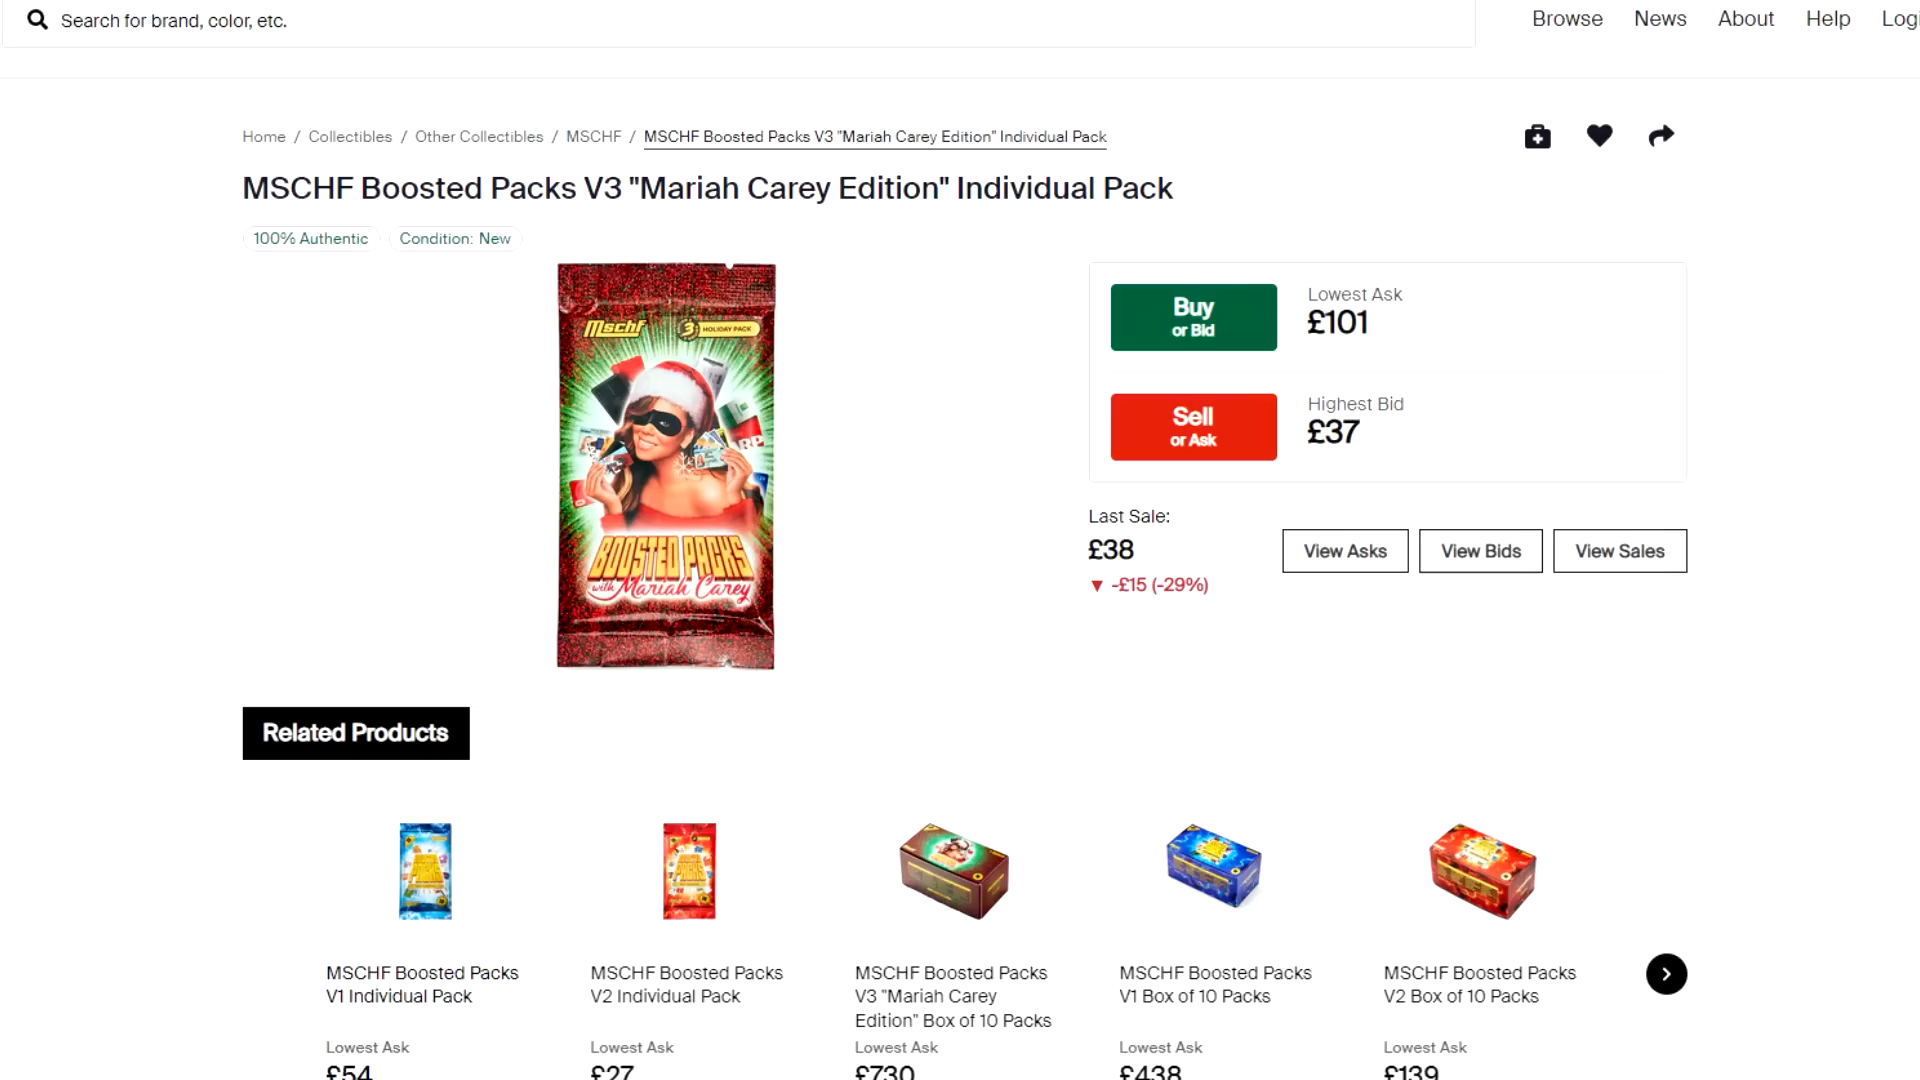 Search for brand, color, etc.
Browse News About Help Logi
Home / Collectibles / Other Collectibles / MSCHF / MSCHF Boosted Packs V3 "Mariah Carey Edition" Individual Pack
MSCHF Boosted Packs V3 "Mariah Carey Edition" Individual Pack
100% Authentic Condition: New
Mschf 3 HOLIDAY PACK
BOOSTED PACKS
with Mariah Carey
Buy
or Bid
Lowest Ask
£101
Sell
or Ask
Highest Bid
£37
Last Sale:
£38
▼ -£15 (-29%)
View Asks View Bids View Sales
Related Products
MSCHF Boosted Packs
V1 Individual Pack
Lowest Ask
£54
MSCHF Boosted Packs
V2 Individual Pack
Lowest Ask
£27
MSCHF Boosted Packs
V3 "Mariah Carey
Edition" Box of 10 Packs
Lowest Ask
£730
MSCHF Boosted Packs
V1 Box of 10 Packs
Lowest Ask
£438
MSCHF Boosted Packs
V2 Box of 10 Packs
Lowest Ask
£139